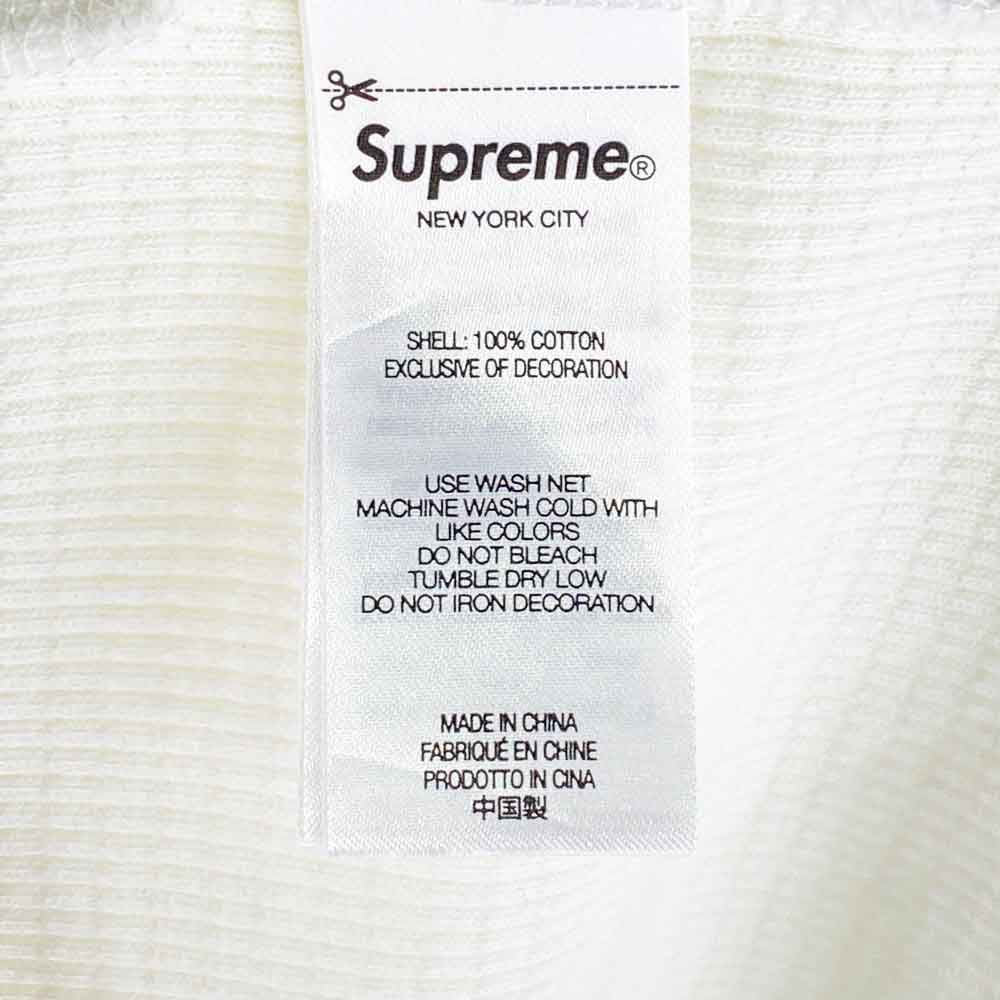 Supreme®
NEW YORK CITY
SHELL: 100% COTTON
EXCLUSIVE OF DECORATION
USE WASH NET
MACHINE WASH COLD WITH
LIKE COLORS
DO NOT BLEACH
TUMBLE DRY LOW
DO NOT IRON DECORATION
MADE IN CHINA
FABRIQUÉ EN CHINE
PRODOTTO IN CINA
中国製